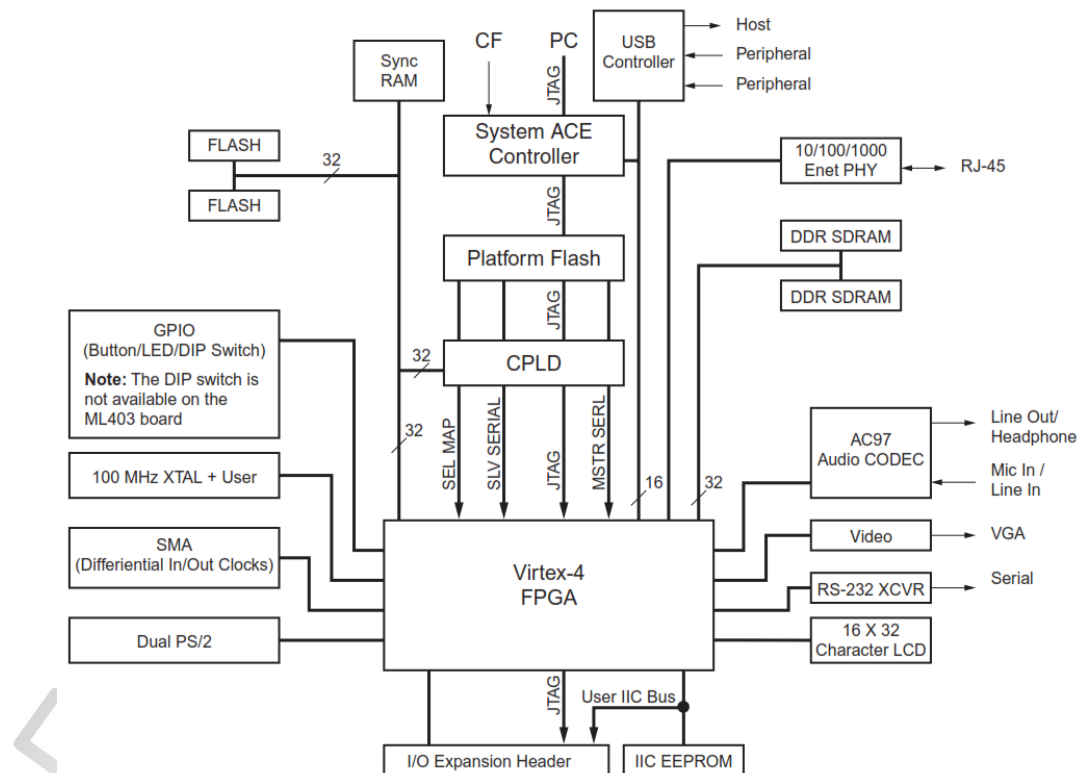 CF
PC
Sync
RAM
JTAG
USB
Controller
Host
Peripheral
Peripheral
System ACE
Controller
FLASH
FLASH
32
10/100/1000
Enet PHY
RJ-45
JTAG
Platform Flash
DDR SDRAM
DDR SDRAM
JTAG
GPIO
(Button/LED/DIP Switch)
Note: The DIP switch is
not available on the
ML403 board
32
CPLD
32
SEL MAP
SLV SERIAL
JTAG
MSTR SERL
16
32
AC97
Audio CODEC
Line Out/
Headphone
Mic In /
Line In
100 MHz XTAL + User
SMA
(Differiential In/Out Clocks)
Dual PS/2
Virtex-4
FPGA
Video
VGA
RS-232 XCVR
Serial
16 X 32
Character LCD
JTAG
User IIC Bus
I/O Expansion Header
IIC EEPROM